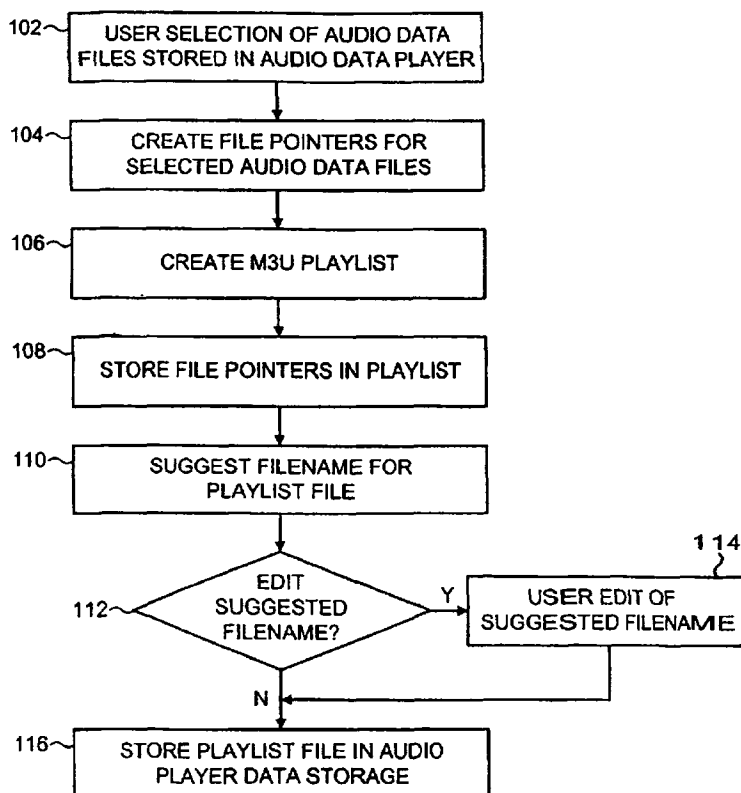 102
USER SELECTION OF AUDIO DATA
FILES STORED IN AUDIO DATA PLAYER
104
CREATE FILE POINTERS FOR
SELECTED AUDIO DATA FILES
106
CREATE M3U PLAYLIST
108
STORE FILE POINTERS IN PLAYLIST
110
SUGGEST FILENAME FOR
PLAYLIST FILE
112
EDIT
SUGGESTED
FILENAME?
Y
114
USER EDIT OF
SUGGESTED FILENAME
N
116
STORE PLAYLIST FILE IN AUDIO
PLAYER DATA STORAGE